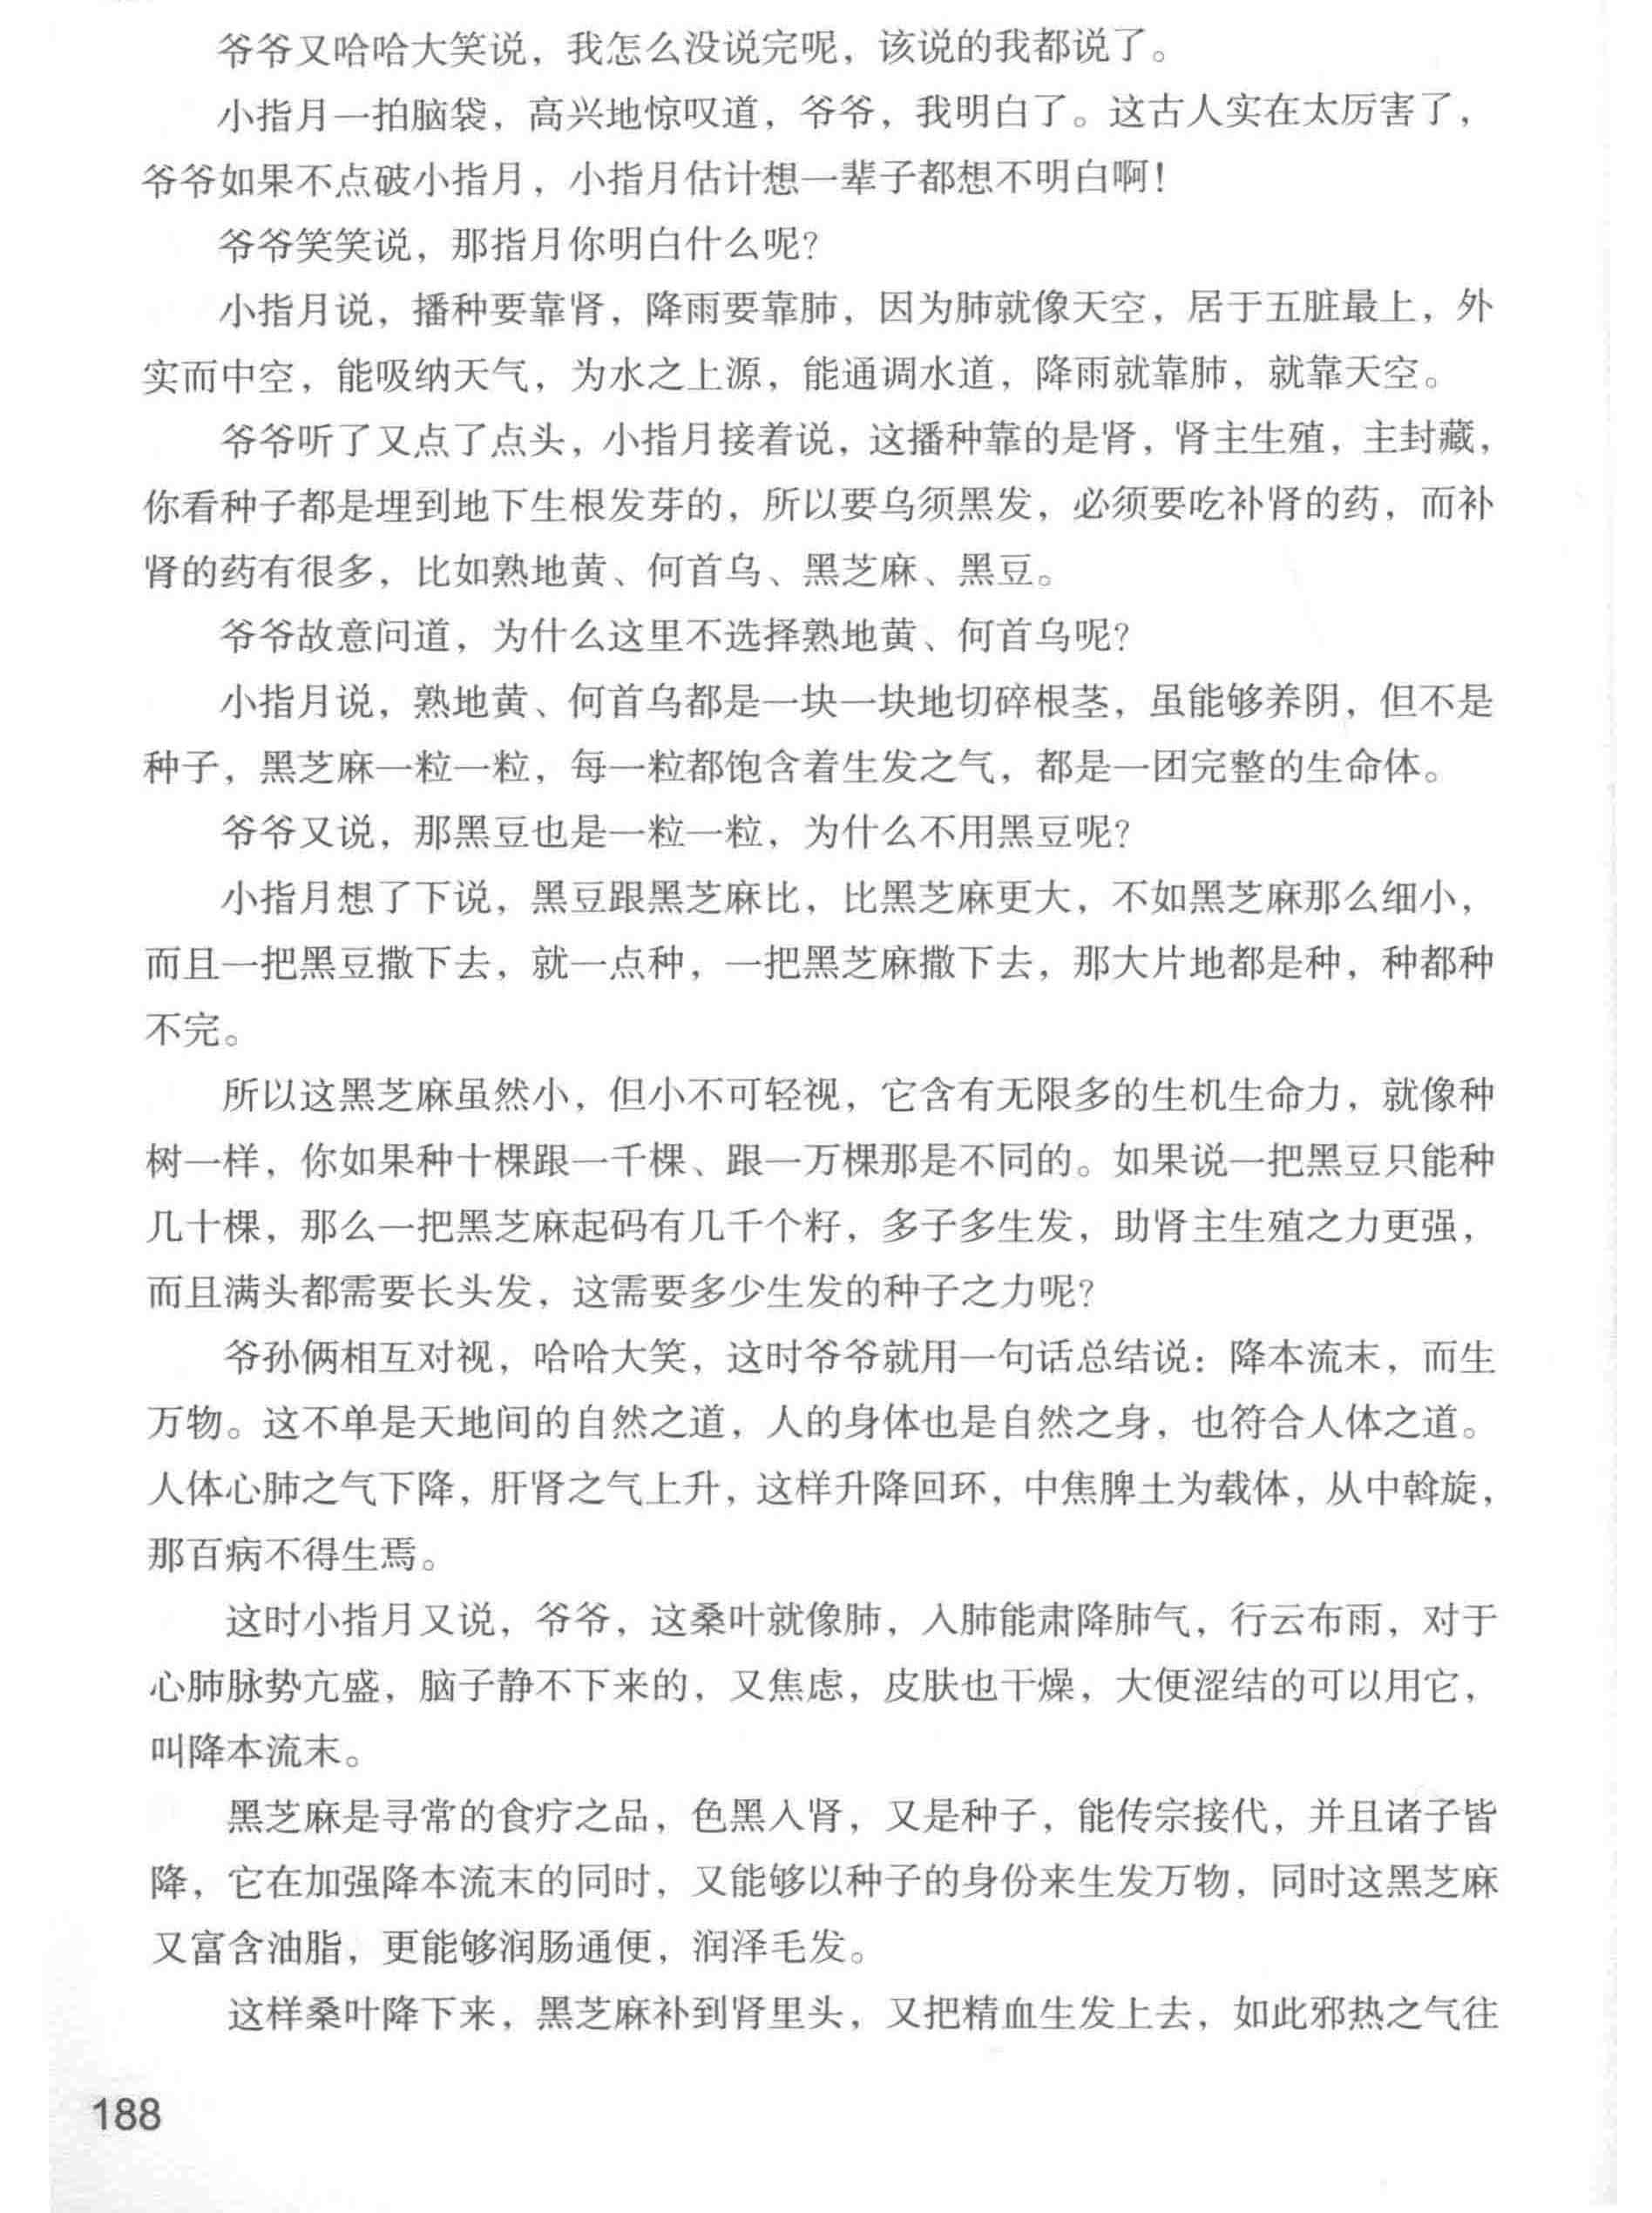 爷爷又哈哈大笑说，我怎么没说完呢，该说的我都说了。
小指月一拍脑袋，高兴地惊叹道，爷爷，我明白了。这古人实在太厉害了，
爷爷如果不点破小指月，小指月估计想一辈子都想不明白啊！
爷爷笑笑说，那指月你明白什么呢？
小指月说，播种要靠肾，降雨要靠肺，因为肺就像天空，居于五脏最上，外
实而中空，能吸纳天气，为水之上源，能通调水道，降雨就靠肺，就靠天空。
爷爷听了又点了点头，小指月接着说，这播种靠的是肾，肾主生殖，主封藏，
你看种子都是埋到地下生根发芽的，所以要乌须黑发，必须要吃补肾的药，而补
肾的药有很多，比如熟地黄、何首乌、黑芝麻、黑豆。
爷爷故意问道，为什么这里不选择熟地黄、何首乌呢？
小指月说，熟地黄、何首乌都是一块一块地切碎根茎，虽能够养阴，但不是
种子，黑芝麻一粒一粒，每一粒都饱含着生发之气，都是一团完整的生命体。
爷爷又说，那黑豆也是一粒一粒，为什么不用黑豆呢？
小指月想了下说，黑豆跟黑芝麻比，比黑芝麻更大，不如黑芝麻那么细小，
而且一把黑豆撒下去，就一点种，一把黑芝麻撒下去，那大片地都是种，种都种
不完。
所以这黑芝麻虽然小，但小不可轻视，它含有无限多的生机生命力，就像种
树一样，你如果种十棵跟一千棵、跟一万棵那是不同的。如果说一把黑豆只能种
几十棵，那么一把黑芝麻起码有几千个籽，多子多生发，助肾主生殖之力更强，
而且满头都需要长头发，这需要多少生发的种子之力呢？
爷孙俩相互对视，哈哈大笑，这时爷爷就用一句话总结说：降本流末，而生
万物。这不单是天地间的自然之道，人的身体也是自然之身，也符合人体之道。
人体心肺之气下降，肝肾之气上升，这样升降回环，中焦脾土为载体，从中斡旋，
那百病不得生焉。
这时小指月又说，爷爷，这桑叶就像肺，入肺能肃降肺气，行云布雨，对于
心肺脉势亢盛，脑子静不下来的，又焦虑，皮肤也干燥，大便涩结的可以用它，
叫降本流末。
黑芝麻是寻常的食疗之品，色黑入肾，又是种子，能传宗接代，并且诸子皆
降，它在加强降本流末的同时，又能够以种子的身份来生发万物，同时这黑芝麻
又富含油脂，更能够润肠通便，润泽毛发。
这样桑叶降下来，黑芝麻补到肾里头，又把精血生发上去，如此邪热之气往
188